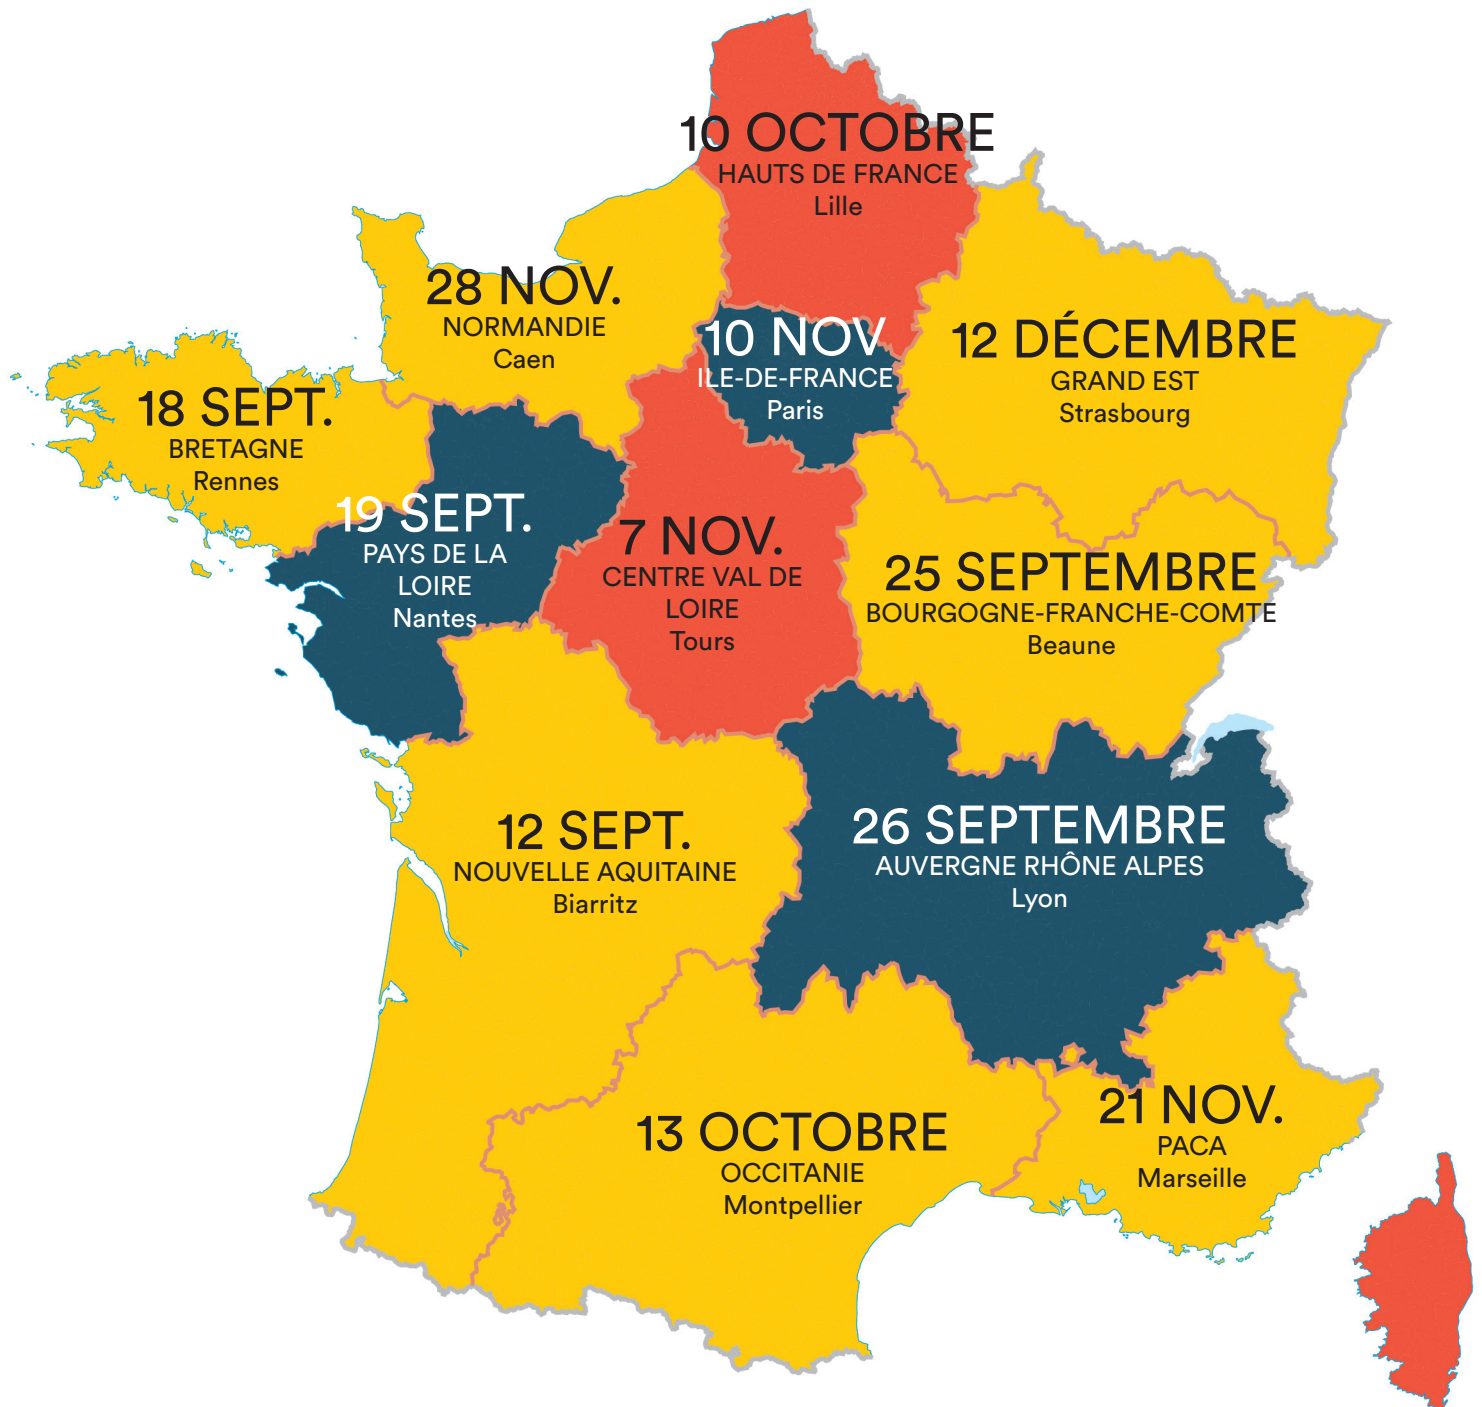 10 OCTOBRE
HAUTS DE FRANCE
Lille
28 NOV.
NORMANDIE
Caen
10 NOV
ILE-DE-FRANCE
Paris
12 DÉCEMBRE
GRAND EST
Strasbourg
18 SEPT.
BRETAGNE
Rennes
19 SEPT.
PAYS DE LA
LOIRE
Nantes
7 NOV.
CENTRE VAL DE
LOIRE
Tours
25 SEPTEMBRE
BOURGOGNE-FRANCHE-COMTE
Beaune
12 SEPT.
NOUVELLE AQUITAINE
Biarritz
26 SEPTEMBRE
AUVERGNE RHÔNE ALPES
Lyon
13 OCTOBRE
OCCITANIE
Montpellier
21 NOV.
PACA
Marseille